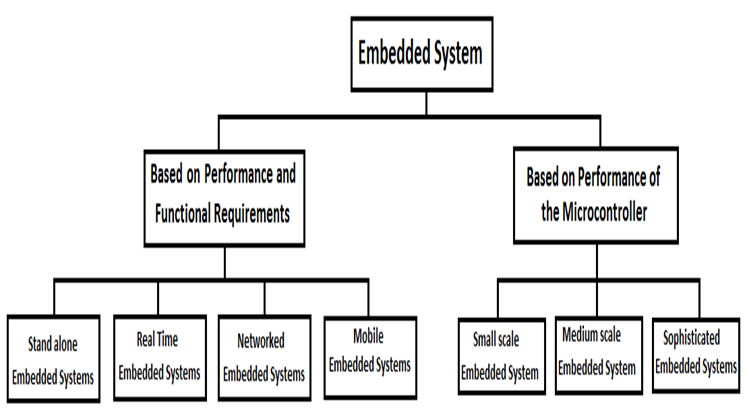 Embedded System
Based on Performance and
Functional Requirements
Based on Performance of
the Microcontroller
Stand alone
Embedded Systems
Real Time
Embedded Systems
Networked
Embedded Systems
Mobile
Embedded Systems
Small scale
Embedded System
Medium scale
Embedded System
Sophisticated
Embedded Systems